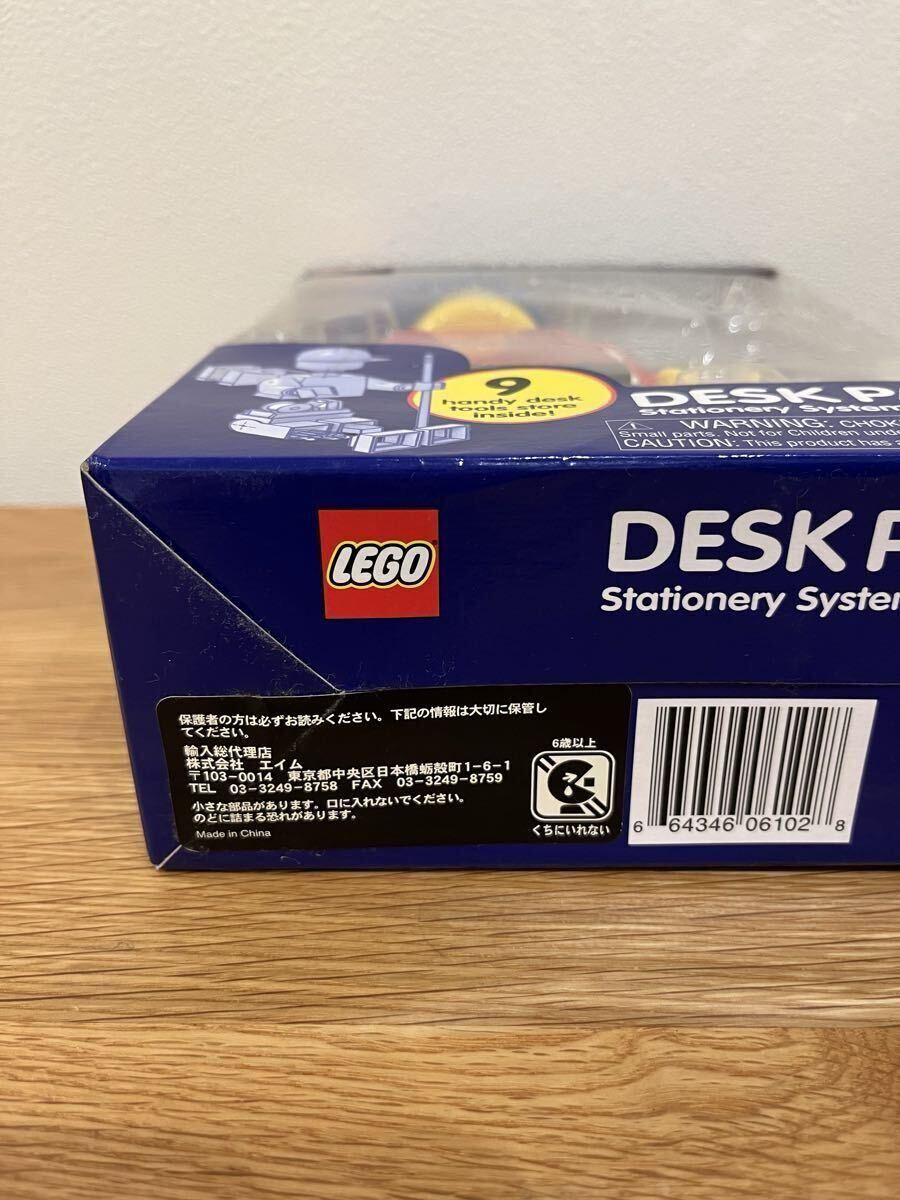 9
handy desk
tools store
inside!
DESK
Stationery System
WARNING:
Small parts. Not for
CAUTION: This product has
LEGO
DESK P
Stationery Syste
保護者の方は必ずお読みください。下記の情報は大切に保管し
てください。
輸入総代理店
株式会社 エイム
〒103-0014 東京都中央区日本橋蛎殻町1-6-1
TEL 03-3249-8758 FAX 03-3249-8759
小さな部品があります。口に入れないでください。
のどに詰まる恐れがあります。
Made in China
6歳以上
くちにいれない
6 64346 06102 8